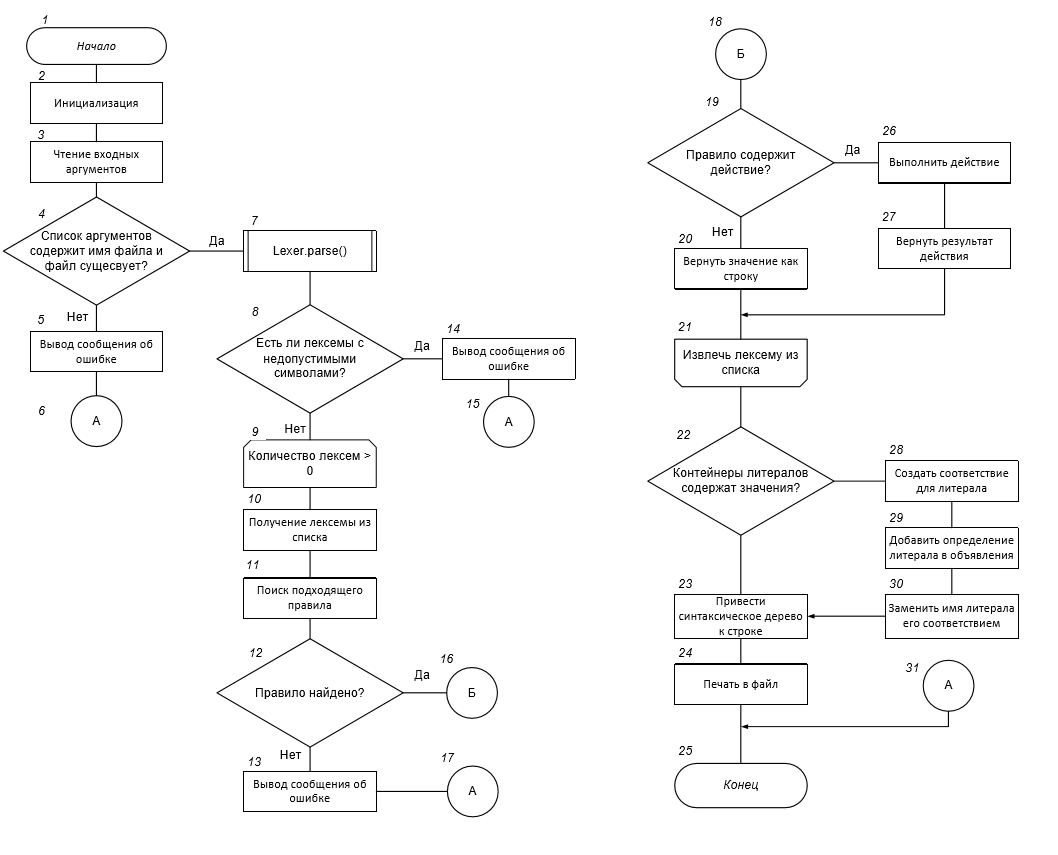 1
Начало
2
Инициализация
3
Чтение входных
аргументов
4
Список аргументов
содержит имя файла и
файл сущесвует?
Да
Нет
5
Вывод сообщения об
ошибке
6
А
7
Lexer.parse()
8
Есть ли лексемы с
недопустимыми
символами?
Да
Нет
14
Вывод сообщения об
ошибке
15
А
9
Количество лексем >
0
10
Получение лексемы из
списка
11
Поиск подходящего
правила
12
Правило найдено?
Да
16
Б
Нет
13
Вывод сообщения об
ошибке
17
А
18
Б
19
Правило содержит
действие?
Да
Нет
26
Выполнить действие
27
Вернуть результат
действия
20
Вернуть значение как
строку
21
Извлечь лексему из
списка
22
Контейнеры литералов
содержат значения?
28
Создать соответствие
для литерала
29
Добавить определение
литерала в объявления
30
Заменить имя литерала
его соответствием
23
Привести
синтаксическое дерево
к строке
24
Печать в файл
31
А
25
Конец